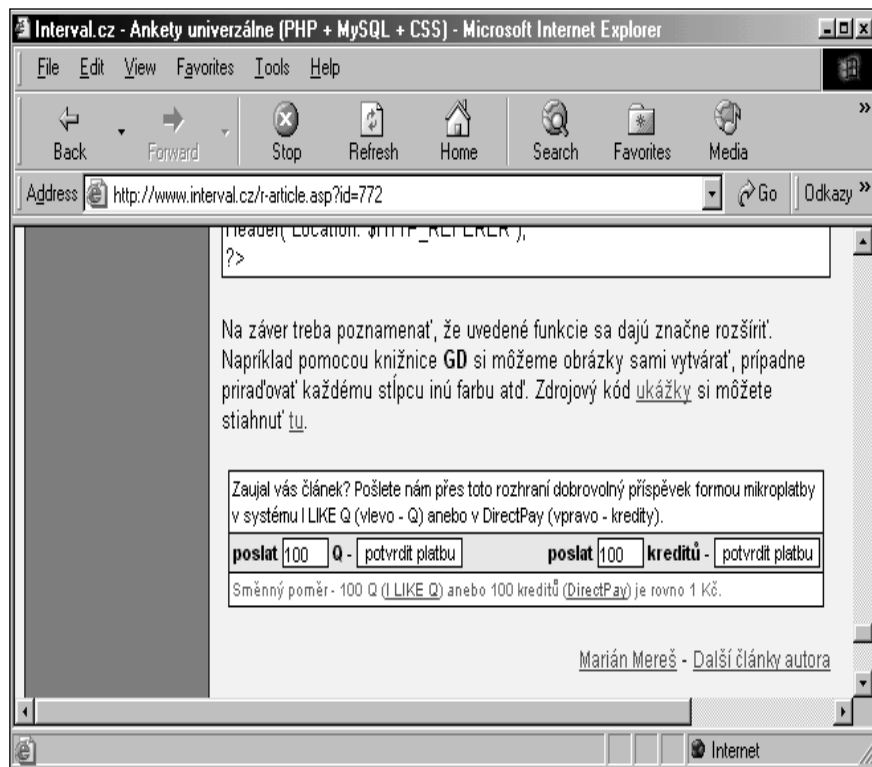 Interval.cz - Ankety univerzálne (PHP + MySQL + CSS) - Microsoft Internet Explorer
File Edit View Favorites Tools Help
Back Forward Stop Refresh Home Search Favorites Media »
Address http://www.interval.cz/r-article.asp?id=772 Go Odkazy »
Header("Location: $HTTP_REFERER");
?>
Na záver treba poznamenať, že uvedené funkcie sa dajú značne rozšíriť.
Napríklad pomocou knižnice GD si môžeme obrázky sami vytvárať, prípadne
priraďovať každému stĺpcu inú farbu atď. Zdrojový kód ukážky si môžete
stiahnuť tu.
Zaujal vás článek? Pošlete nám přes toto rozhraní dobrovolný příspěvek formou mikroplatby
v systému I LIKE Q (vlevo - Q) anebo v DirectPay (vpravo - kredity).
poslat 100 Q - potvrdit platbu poslat 100 kreditů - potvrdit platbu
Směnný poměr - 100 Q (I LIKE Q) anebo 100 kreditů (DirectPay) je rovno 1 Kč.
Marián Mereš - Další články autora
Internet